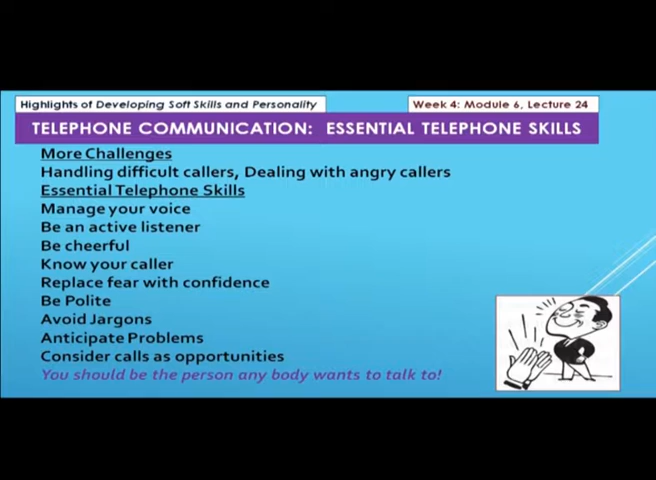 Highlights of Developing Soft Skills and Personality
Week 4: Module 6, Lecture 24
TELEPHONE COMMUNICATION: ESSENTIAL TELEPHONE SKILLS
More Challenges
Handling difficult callers, Dealing with angry callers
Essential Telephone Skills
Manage your voice
Be an active listener
Be cheerful
Know your caller
Replace fear with confidence
Be Polite
Avoid Jargons
Anticipate Problems
Consider calls as opportunities
You should be the person any body wants to talk to!